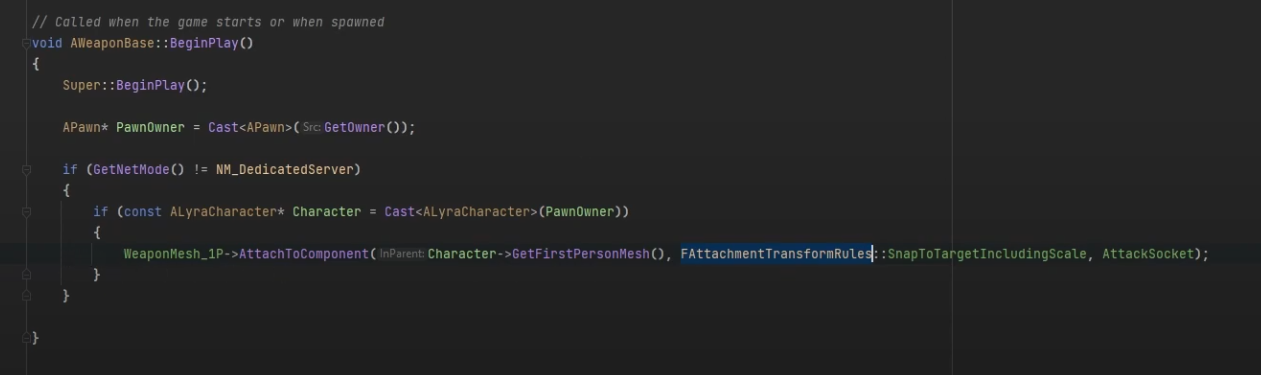 // Called when the game starts or when spawned
void AWeaponBase::BeginPlay()
{
    Super::BeginPlay();
    APawn* PawnOwner = Cast<APawn>( Src: GetOwner());
    if (GetNetMode() != NM_DedicatedServer)
    {
        if (const ALyraCharacter* Character = Cast<ALyraCharacter>(PawnOwner))
        {
            WeaponMesh_1P->AttachToComponent( InParent: Character->GetFirstPersonMesh(), FAttachmentTransformRules::SnapToTargetIncludingScale, AttackSocket);
        }
    }
}